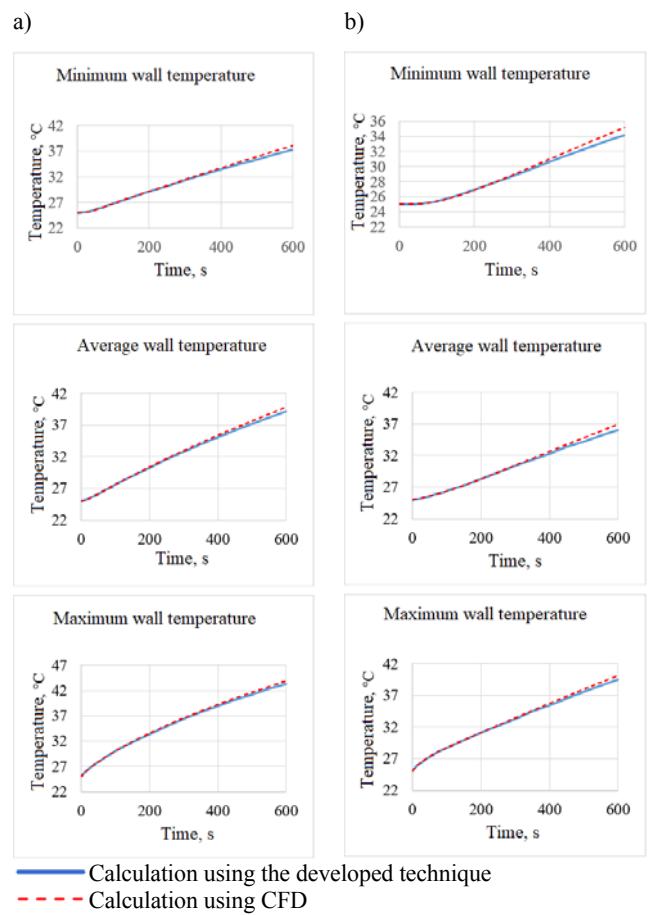 a)
b)
Minimum wall temperature
Temperature, °C
42
37
32
27
22
0 200 400 600
Time, s
Minimum wall temperature
Temperature, °C
36
34
32
30
28
26
24
22
0 200 400 600
Time, s
Average wall temperature
Temperature, °C
42
37
32
27
22
0 200 400 600
Time, s
Average wall temperature
Temperature, °C
42
37
32
27
22
0 200 400 600
Time, s
Maximum wall temperature
Temperature, °C
47
42
37
32
27
22
0 200 400 600
Time, s
Maximum wall temperature
Temperature, °C
42
37
32
27
22
0 200 400 600
Time, s
Calculation using the developed technique
Calculation using CFD